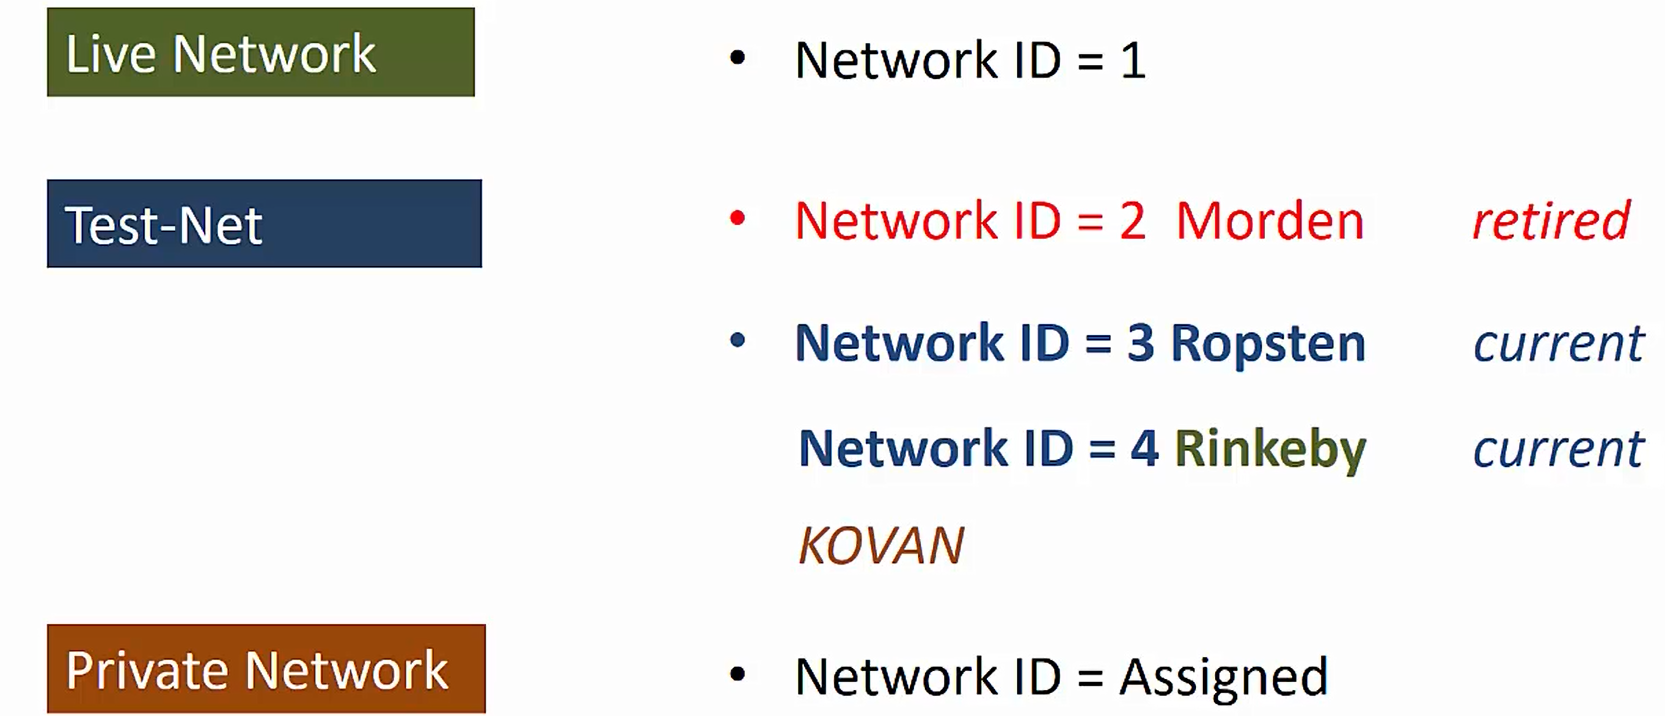 Live Network
• Network ID = 1
Test-Net
• Network ID = 2 Morden retired
• Network ID = 3 Ropsten current
Network ID = 4 Rinkeby current
KOVAN
Private Network
• Network ID = Assigned